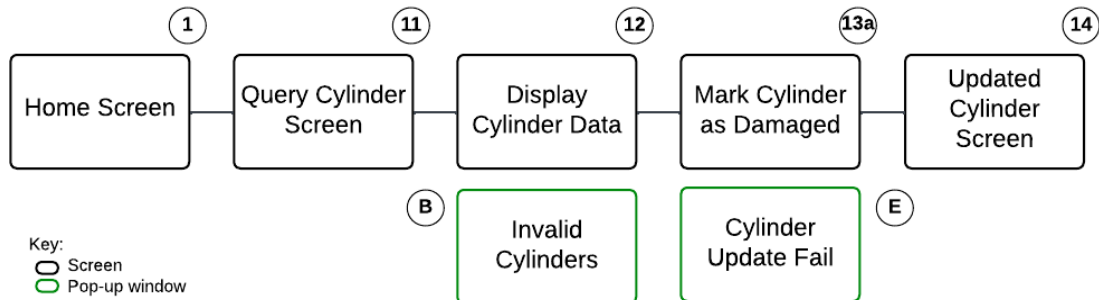 1
11
12
13a
14
Home Screen
Query Cylinder
Screen
Display
Cylinder Data
Mark Cylinder
as Damaged
Updated
Cylinder
Screen
B
Invalid
Cylinders
Cylinder
Update Fail
E
Key:
Screen
Pop-up window